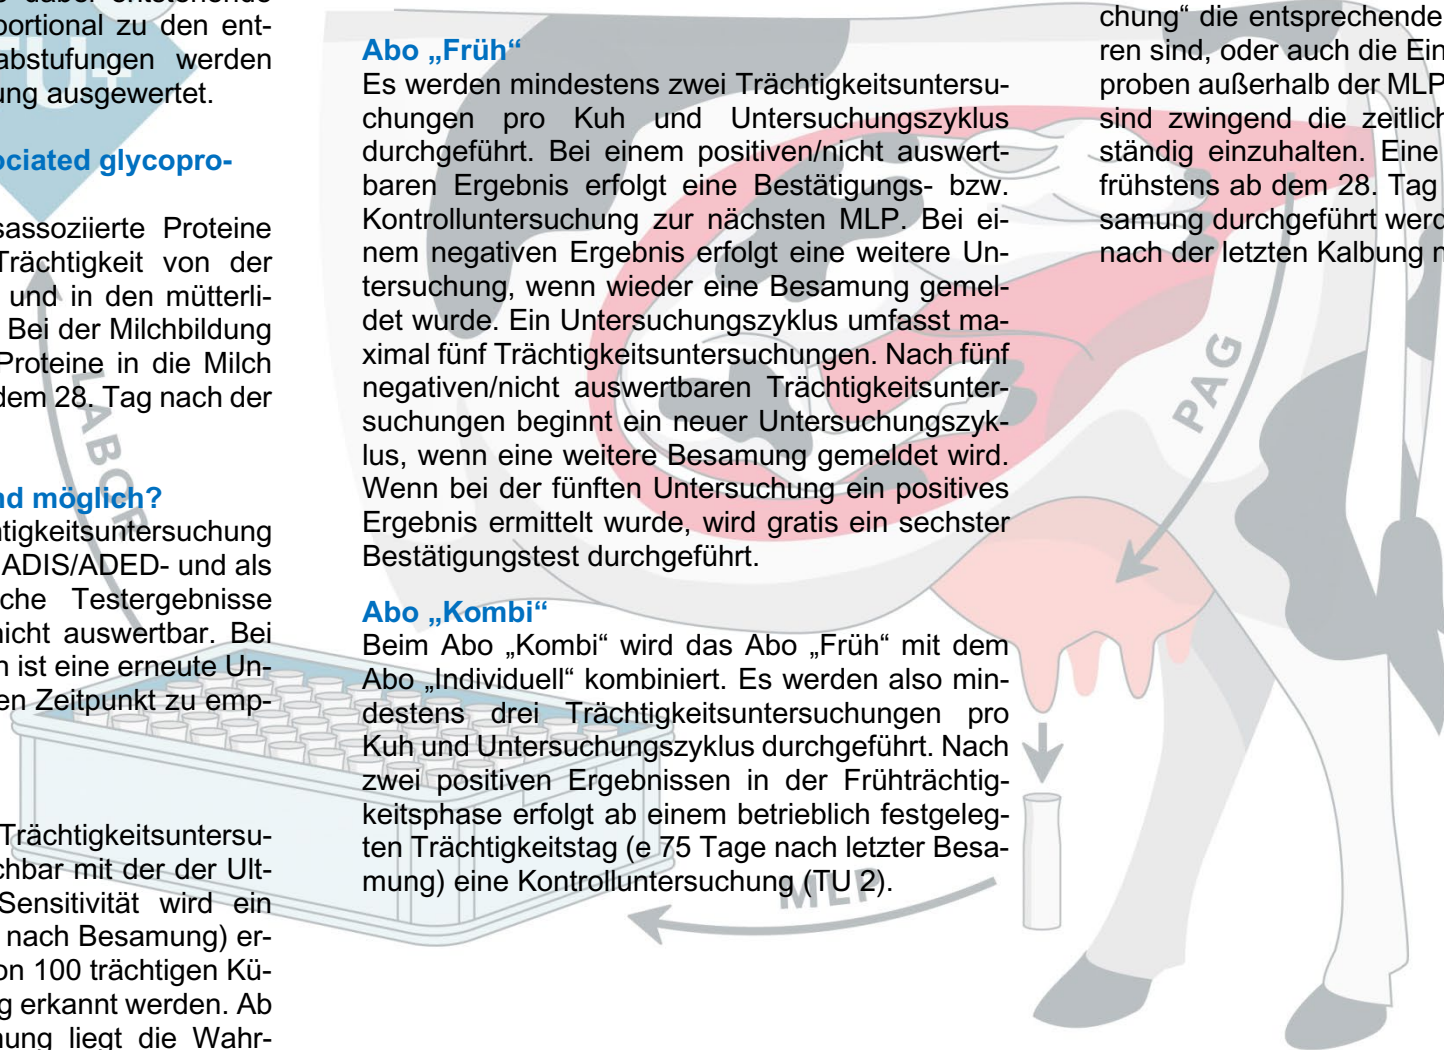 dabei entstehende
portional zu den ent-
abstufungen werden
ung ausgewertet.
ociated glycopro-
sassoziierte Proteine
Trächtigkeit von der
und in den mütterli-
Bei der Milchbildung
Proteine in die Milch
dem 28. Tag nach der
nd möglich?
htigkeitsuntersuchung
ADIS/ADED- und als
che Testergebnisse
nicht auswertbar. Bei
n ist eine erneute Un-
en Zeitpunkt zu emp-
Trächtigkeitsuntersu-
chbar mit der der Ult-
Sensitivität wird ein
nach Besamung) er-
on 100 trächtigen Kü-
g erkannt werden. Ab
nung liegt die Wahr-
TU+
LABOR
Abo „Früh“
Es werden mindestens zwei Trächtigkeitsuntersu-
chungen pro Kuh und Untersuchungszyklus
durchgeführt. Bei einem positiven/nicht auswert-
baren Ergebnis erfolgt eine Bestätigungs- bzw.
Kontrolluntersuchung zur nächsten MLP. Bei ei-
nem negativen Ergebnis erfolgt eine weitere Un-
tersuchung, wenn wieder eine Besamung gemel-
det wurde. Ein Untersuchungszyklus umfasst ma-
ximal fünf Trächtigkeitsuntersuchungen. Nach fünf
negativen/nicht auswertbaren Trächtigkeitsunter-
suchungen beginnt ein neuer Untersuchungszyk-
lus, wenn eine weitere Besamung gemeldet wird.
Wenn bei der fünften Untersuchung ein positives
Ergebnis ermittelt wurde, wird gratis ein sechster
Bestätigungstest durchgeführt.
Abo „Kombi“
Beim Abo „Kombi“ wird das Abo „Früh“ mit dem
Abo „Individuell“ kombiniert. Es werden also min-
destens drei Trächtigkeitsuntersuchungen pro
Kuh und Untersuchungszyklus durchgeführt. Nach
zwei positiven Ergebnissen in der Frühträchtig-
keitsphase erfolgt ab einem betrieblich festgeleg-
ten Trächtigkeitstag (e 75 Tage nach letzter Besa-
mung) eine Kontrolluntersuchung (TU 2).
MLP
chung“ die entsprechende
ren sind, oder auch die Ein
proben außerhalb der MLP
sind zwingend die zeitlich
ständig einzuhalten. Eine
frühstens ab dem 28. Tag
samung durchgeführt werd
nach der letzten Kalbung m
PAG